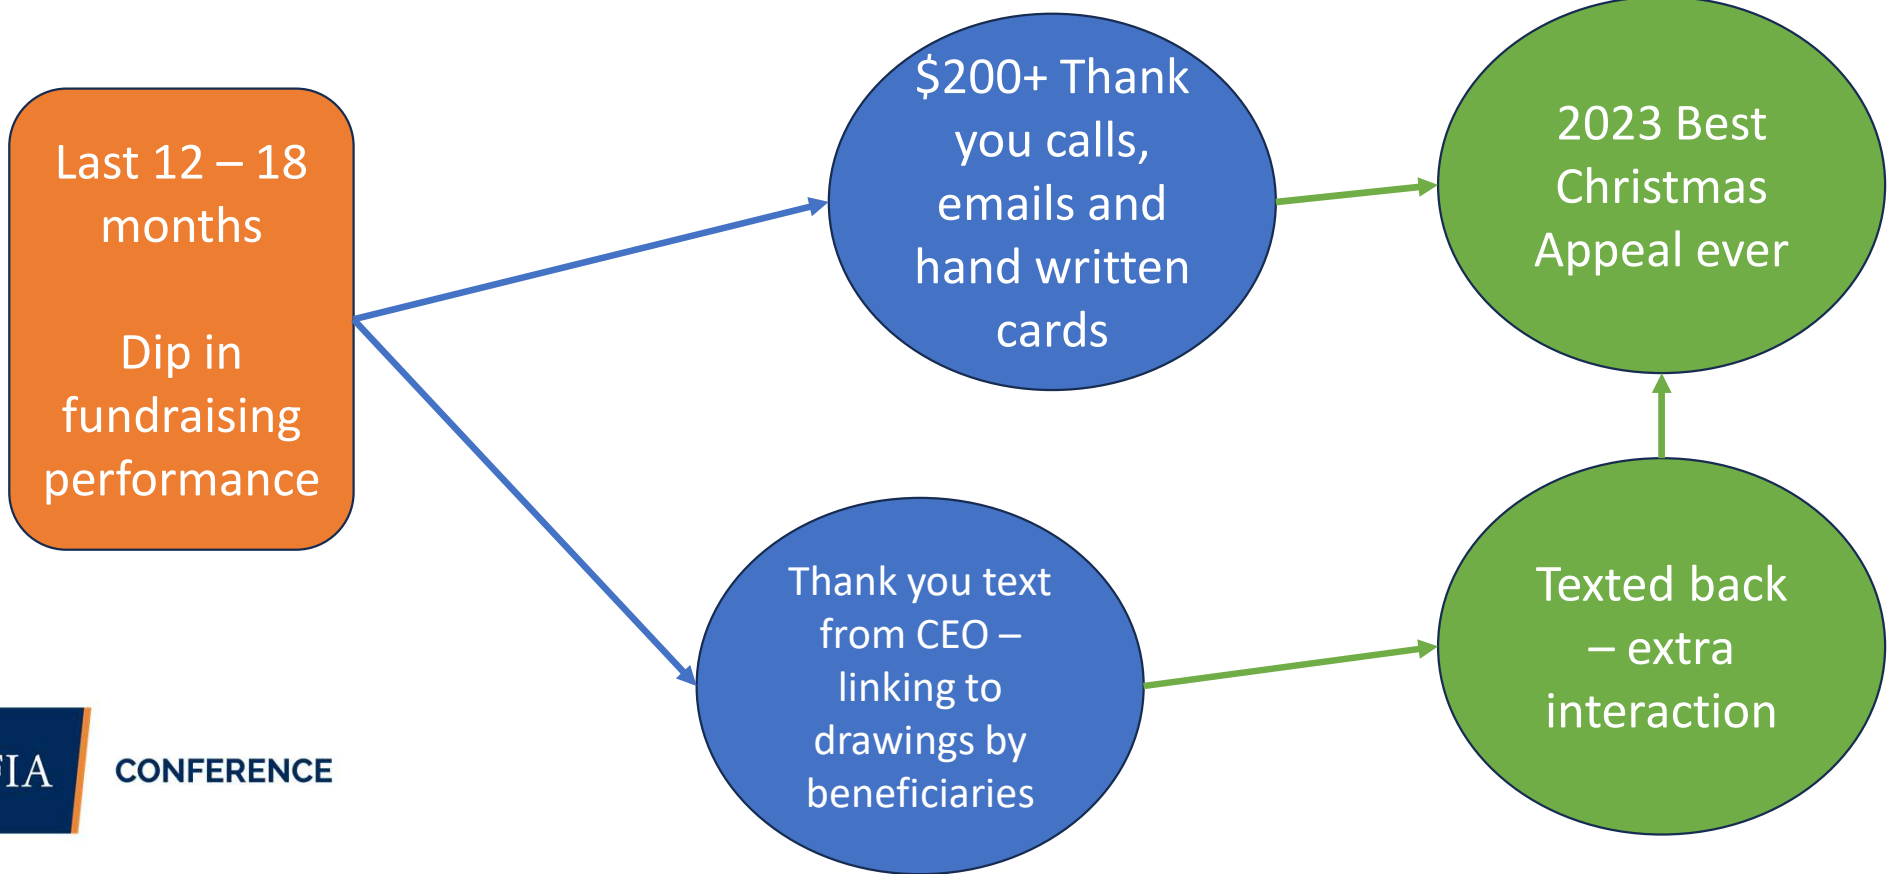 Last 12 – 18
months
Dip in
fundraising
performance
$200+ Thank
you calls,
emails and
hand written
cards
2023 Best
Christmas
Appeal ever
Thank you text
from CEO –
linking to
drawings by
beneficiaries
Texted back
– extra
interaction
FIA
CONFERENCE